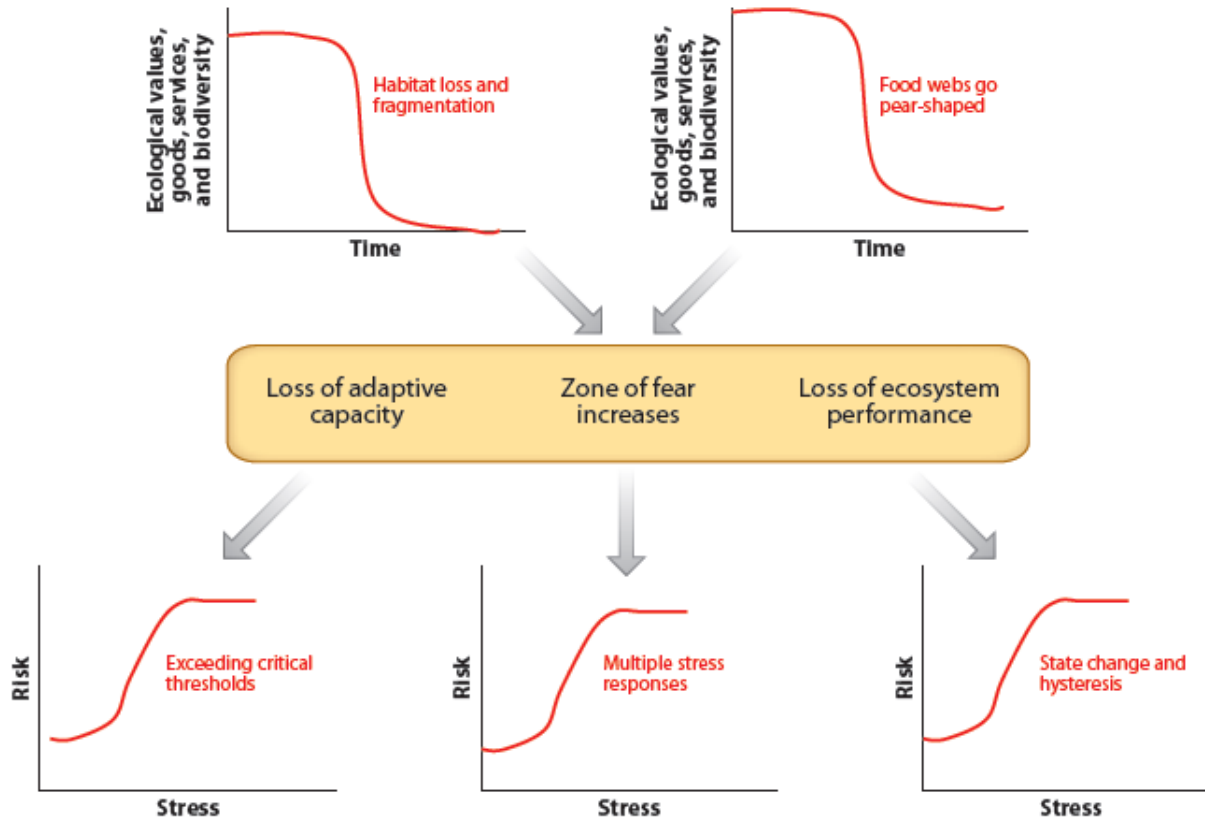 Ecological values,
goods, services,
and biodiversity
Habitat loss and
fragmentation
Time
Ecological values,
goods, services,
and biodiversity
Food webs go
pear-shaped
Time
Loss of adaptive
capacity
Zone of fear
increases
Loss of ecosystem
performance
Risk
Exceeding critical
thresholds
Stress
Risk
Multiple stress
responses
Stress
Risk
State change and
hysteresis
Stress